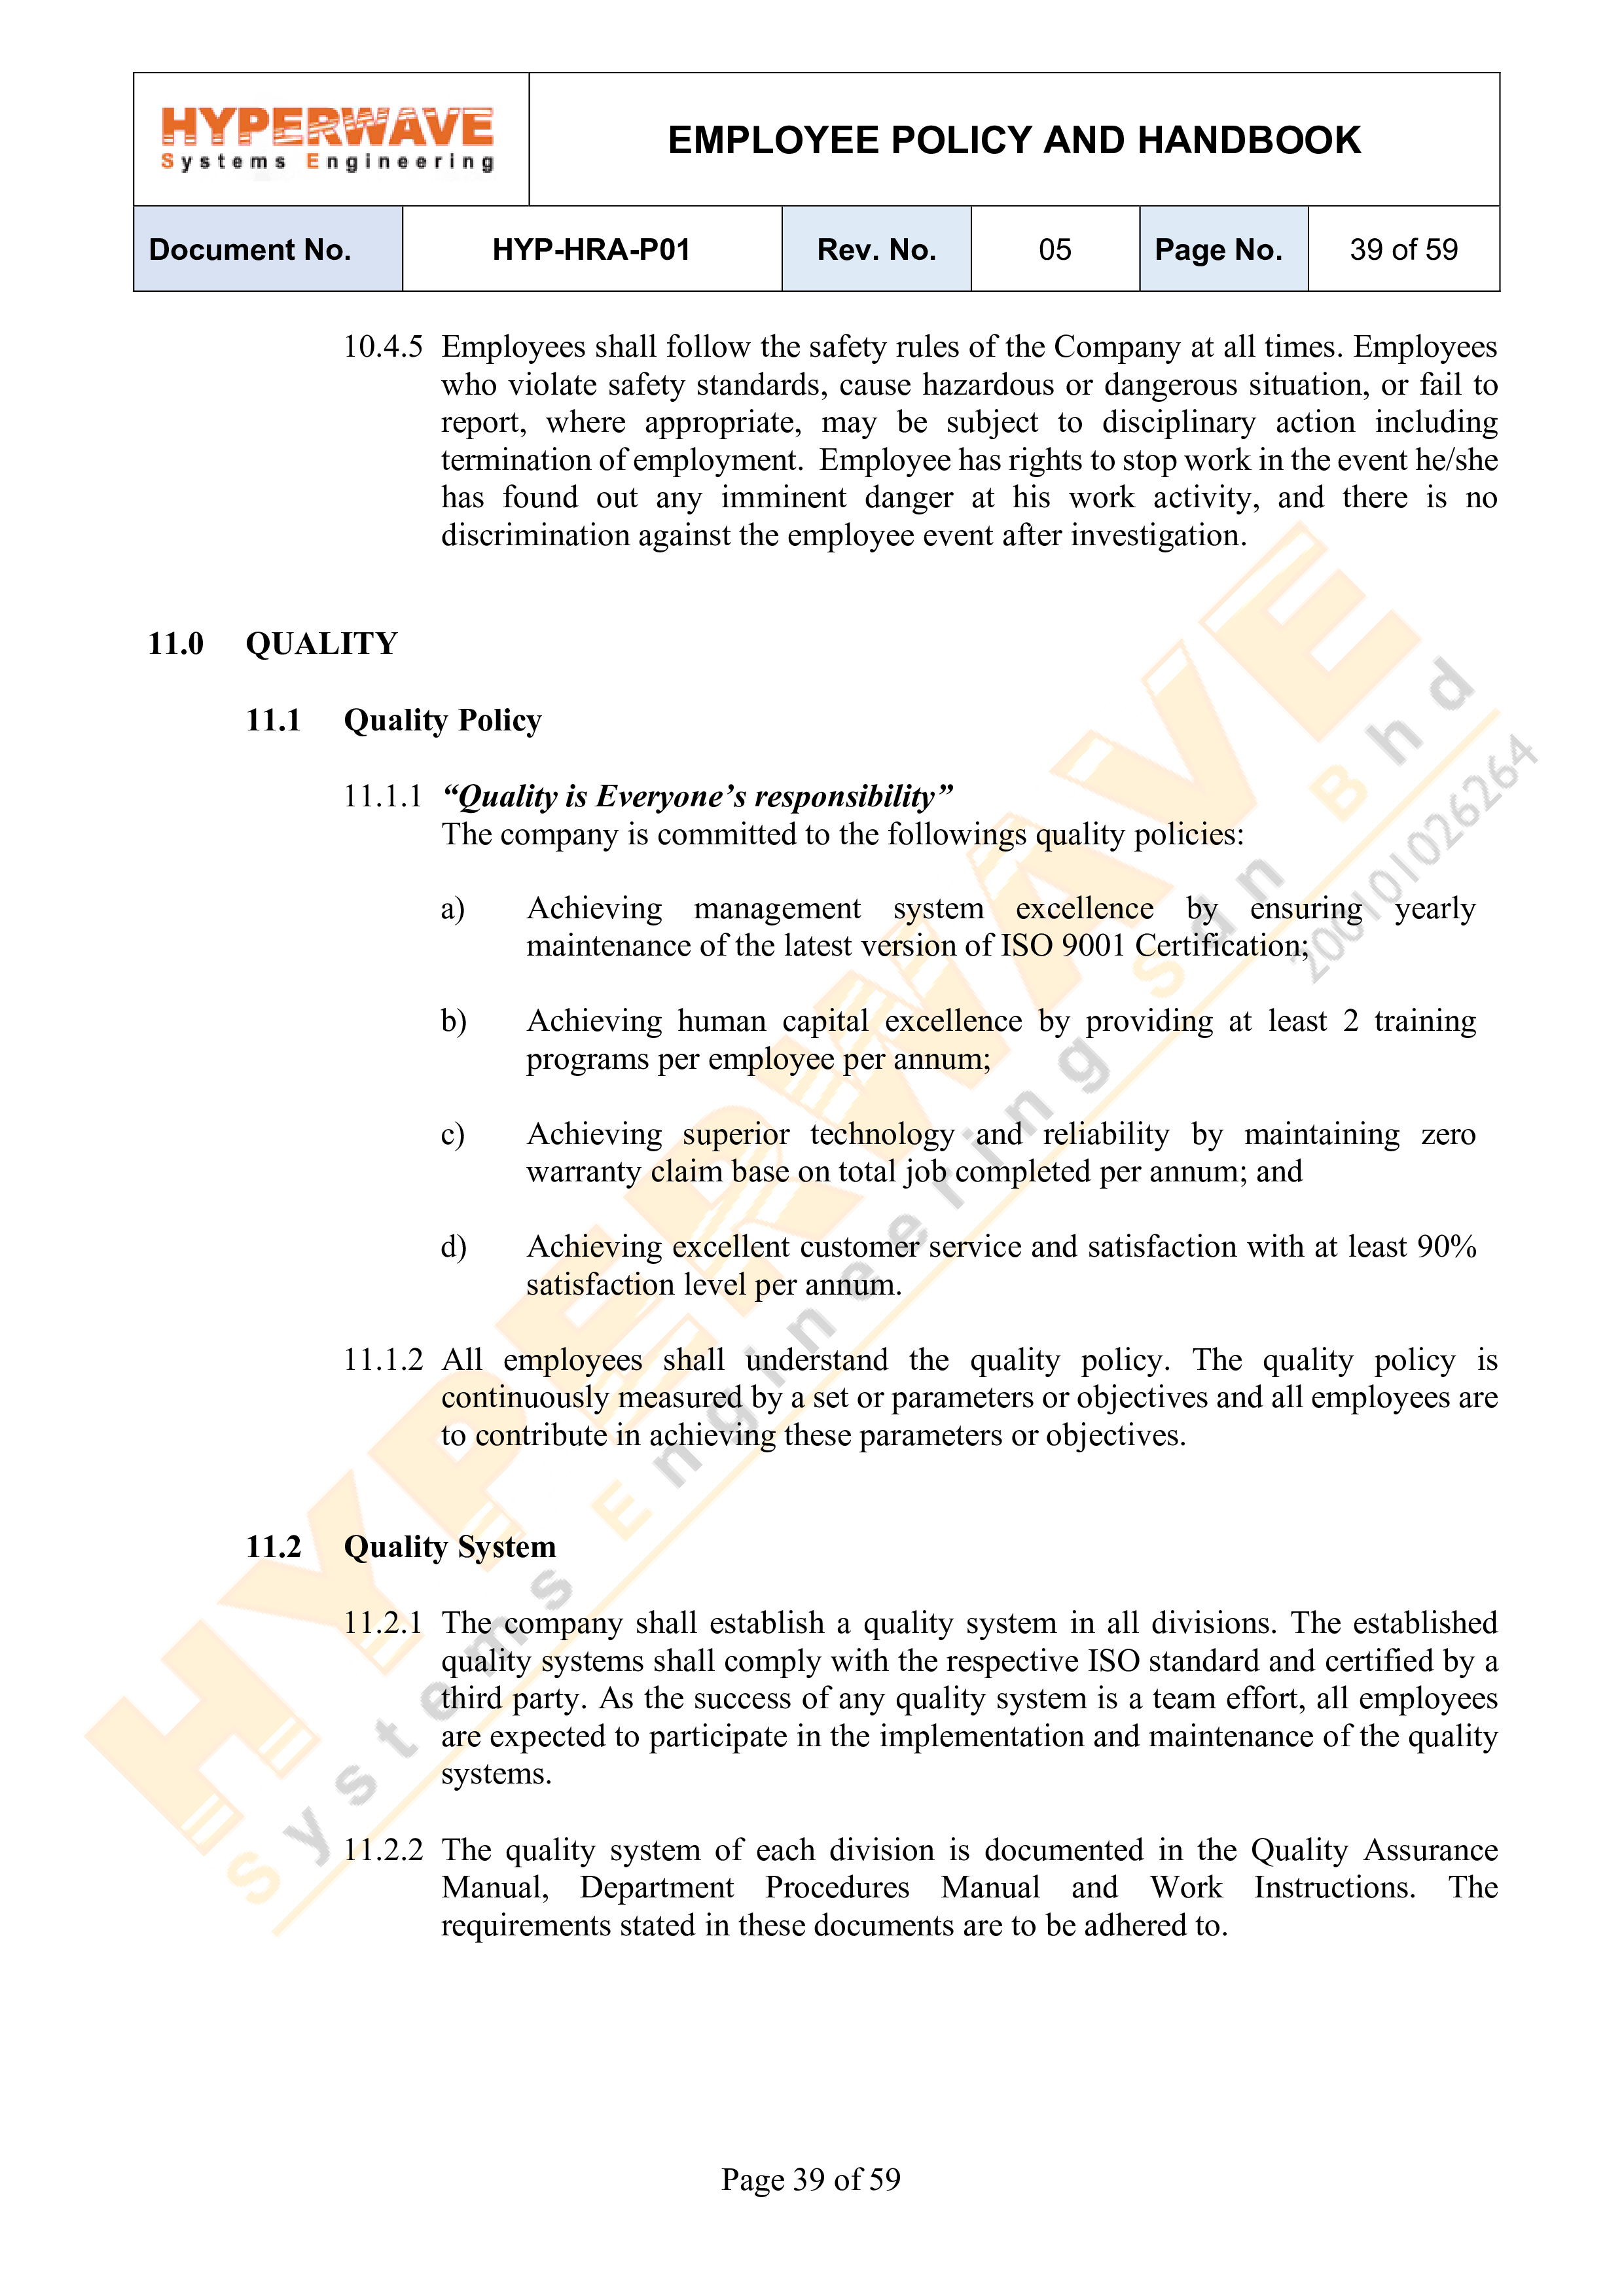 HYPERWAVE
Systems Engineering
EMPLOYEE POLICY AND HANDBOOK
Document No. HYP-HRA-P01 Rev. No. 05 Page No. 39 of 59
10.4.5 Employees shall follow the safety rules of the Company at all times. Employees
who violate safety standards, cause hazardous or dangerous situation, or fail to
report, where appropriate, may be subject to disciplinary action including
termination of employment. Employee has rights to stop work in the event he/she
has found out any imminent danger at his work activity, and there is no
discrimination against the employee event after investigation.
11.0 QUALITY
11.1 Quality Policy
11.1.1 “Quality is Everyone’s responsibility”
The company is committed to the followings quality policies:
a) Achieving management system excellence by ensuring yearly
maintenance of the latest version of ISO 9001 Certification;
b) Achieving human capital excellence by providing at least 2 training
programs per employee per annum;
c) Achieving superior technology and reliability by maintaining zero
warranty claim base on total job completed per annum; and
d) Achieving excellent customer service and satisfaction with at least 90%
satisfaction level per annum.
11.1.2 All employees shall understand the quality policy. The quality policy is
continuously measured by a set or parameters or objectives and all employees are
to contribute in achieving these parameters or objectives.
11.2 Quality System
11.2.1 The company shall establish a quality system in all divisions. The established
quality systems shall comply with the respective ISO standard and certified by a
third party. As the success of any quality system is a team effort, all employees
are expected to participate in the implementation and maintenance of the quality
systems.
11.2.2 The quality system of each division is documented in the Quality Assurance
Manual, Department Procedures Manual and Work Instructions. The
requirements stated in these documents are to be adhered to.
HYPERWAVE
Systems Engineering Sdn Bhd
200101026264
Page 39 of 59